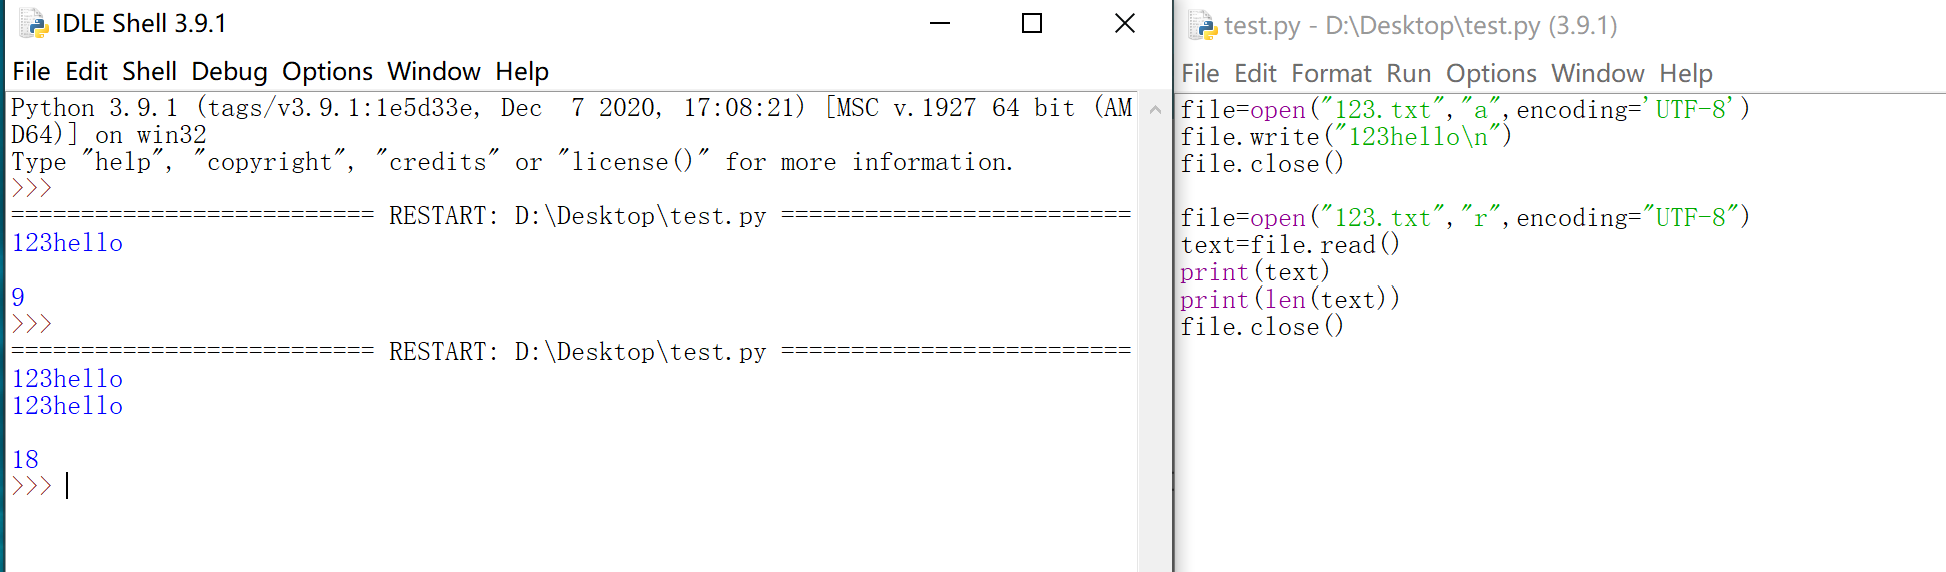 IDLE Shell 3.9.1
File Edit Shell Debug Options Window Help
Python 3.9.1 (tags/v3.9.1:1e5d33e, Dec  7 2020, 17:08:21) [MSC v.1927 64 bit (AM
D64)] on win32
Type "help", "copyright", "credits" or "license()" for more information.
>>>
========================== RESTART: D:\Desktop\test.py =========================
123hello

9
>>>
========================== RESTART: D:\Desktop\test.py =========================
123hello
123hello

18
>>>
test.py - D:\Desktop\test.py (3.9.1)
File Edit Format Run Options Window Help
file=open("123.txt","a",encoding='UTF-8')
file.write("123hello\n")
file.close()

file=open("123.txt","r",encoding="UTF-8")
text=file.read()
print(text)
print(len(text))
file.close()